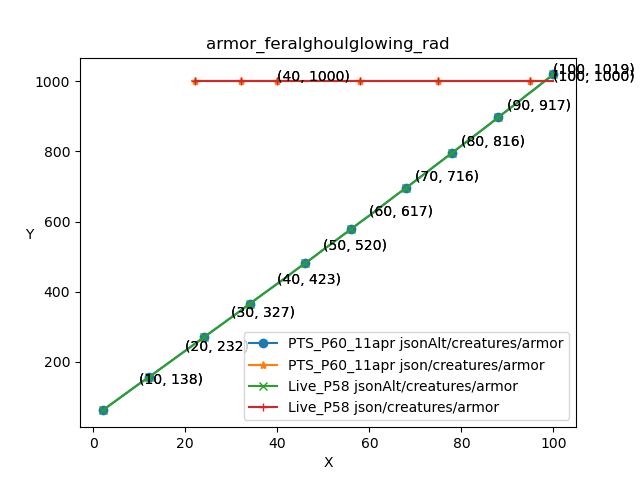 armor_feralghoulglowing_rad
(100, 1019)
(100, 1000)
1000
(40, 1000)
(90, 917)
(80, 816)
800
(70, 716)
(60, 617)
600
Y
(50, 520)
(40, 423)
400
(30, 327)
(20, 232)
200
(10, 138)
PTS_P60_11apr jsonAlt/creatures/armor
PTS_P60_11apr json/creatures/armor
Live_P58 jsonAlt/creatures/armor
Live_P58 json/creatures/armor
0 20 40 60 80 100
X